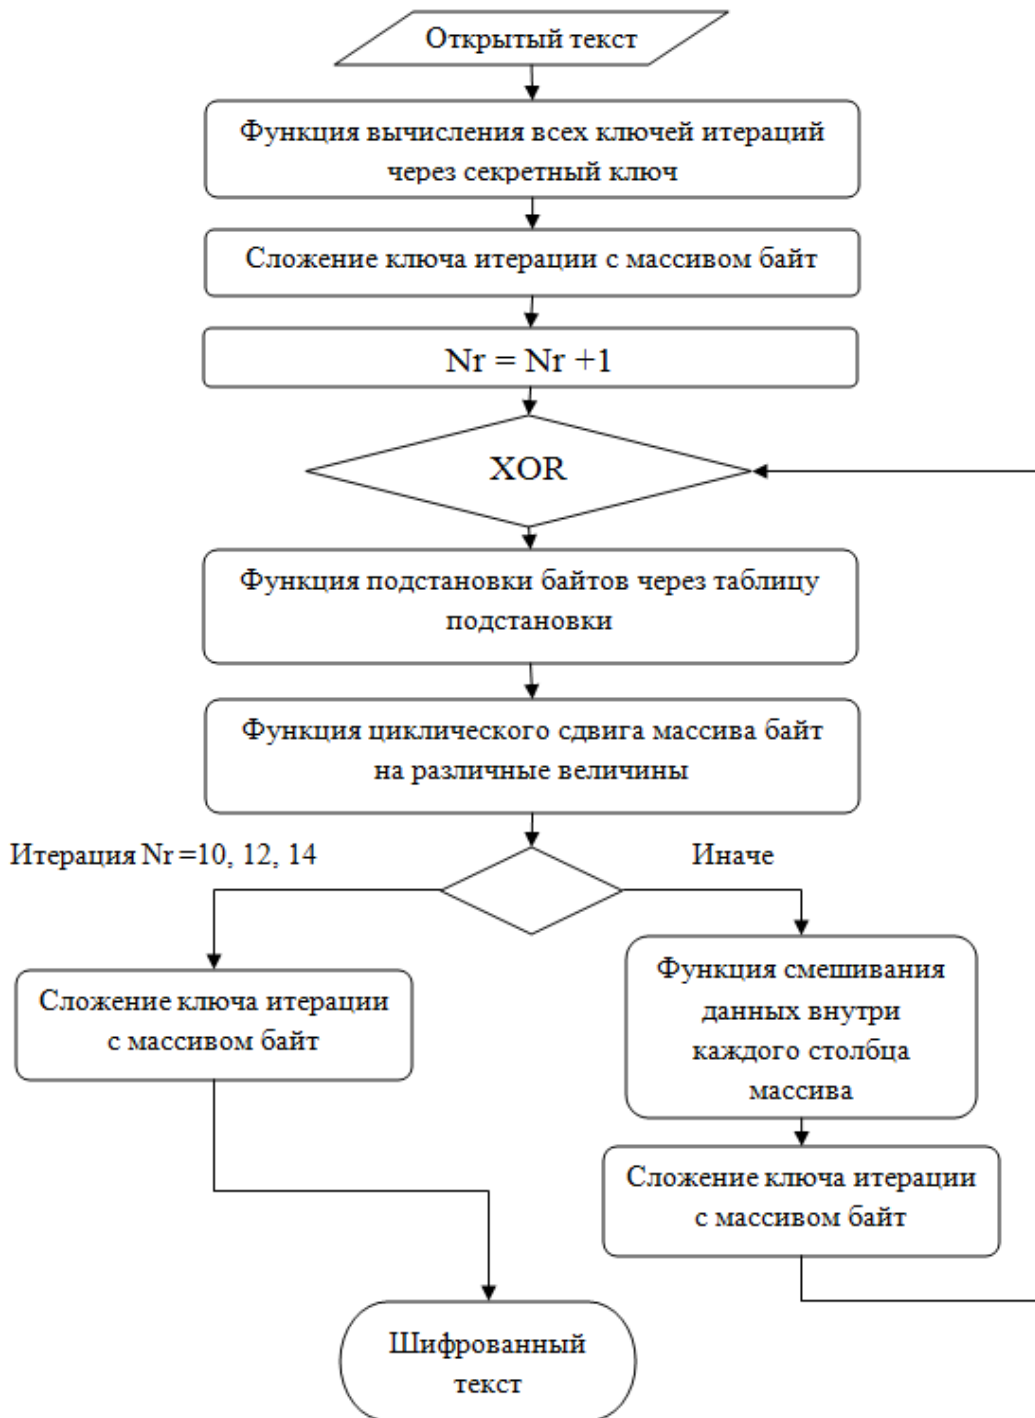 Открытый текст
Функция вычисления всех ключей итераций
через секретный ключ
Сложение ключа итерации с массивом байт
Nr = Nr +1
XOR
Функция подстановки байтов через таблицу
подстановки
Функция циклического сдвига массива байт
на различные величины
Итерация Nr =10, 12, 14
Иначе
Сложение ключа итерации
с массивом байт
Функция смешивания
данных внутри
каждого столбца
массива
Сложение ключа итерации
с массивом байт
Шифрованный
текст